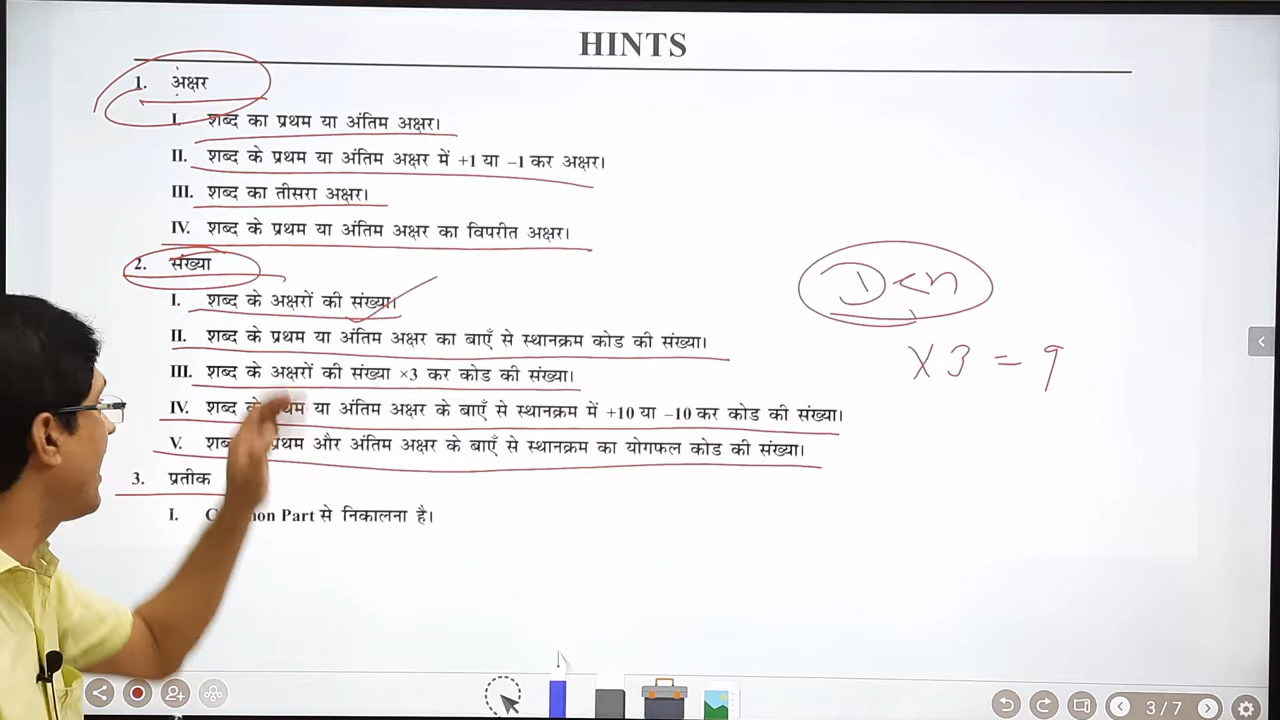 HINTS
1. अंक्षर
I. शब्द का प्रथम या अंतिम अक्षर।
II. शब्द के प्रथम या अंतिम अक्षर में +1 या –1 कर अक्षर।
III. शब्द का तीसरा अक्षर।
IV. शब्द के प्रथम या अंतिम अक्षर का विपरीत अक्षर।
2. संख्या
I. शब्द के अक्षरों की संख्या।
II. शब्द के प्रथम या अंतिम अक्षर का बाएँ से स्थानक्रम कोड की संख्या।
III. शब्द के अक्षरों की संख्या ×3 कर कोड की संख्या।
IV. शब्द या अंतिम अक्षर के बाएँ से स्थानक्रम में +10 या –10 कर कोड की संख्या।
V. प्रथम और अंतिम अक्षर के बाएँ से स्थानक्रम का योगफल कोड की संख्या।
3. प्रतीक
I. Part से निकालना है।
× 3 = 9
3 / 7